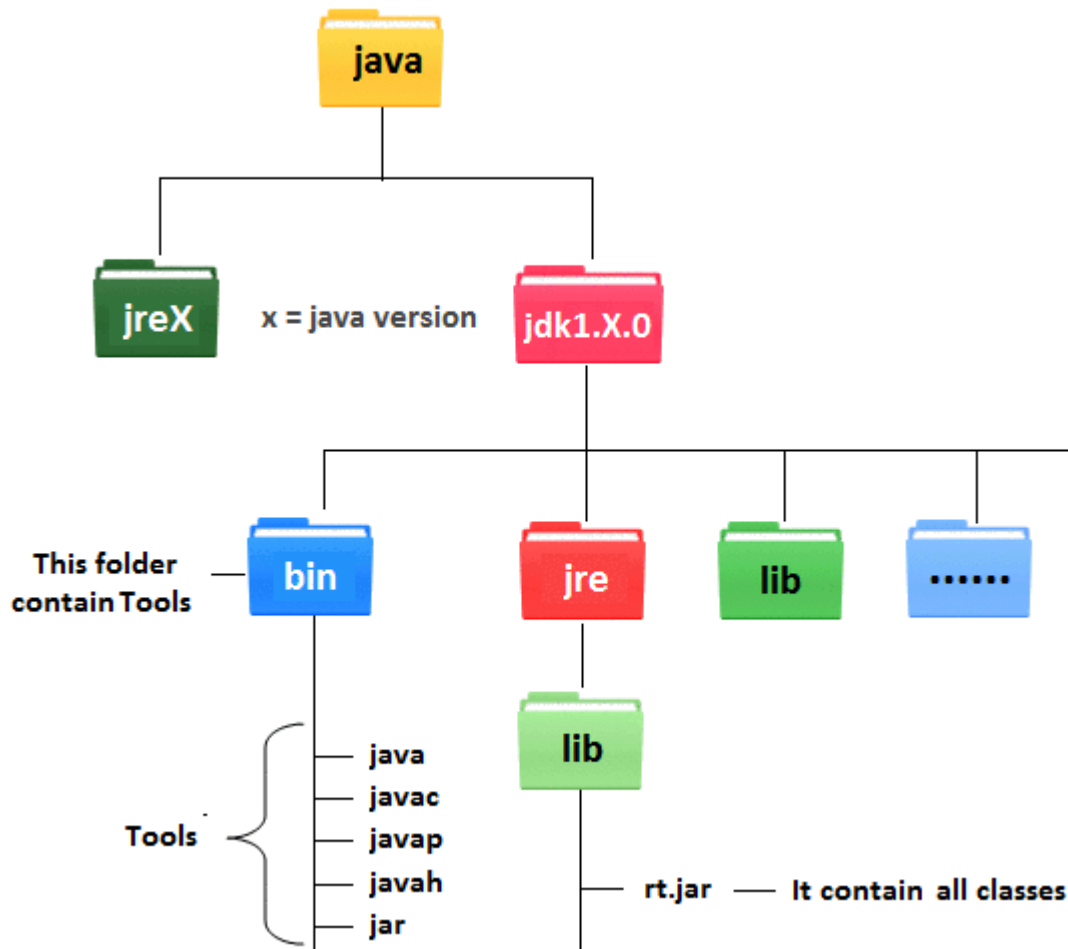 java
jreX
x = java version
jdk1.X.0
This folder
contain Tools
bin
jre
lib
......
lib
Tools
java
javac
javap
javah
jar
rt.jar
It contain all classes